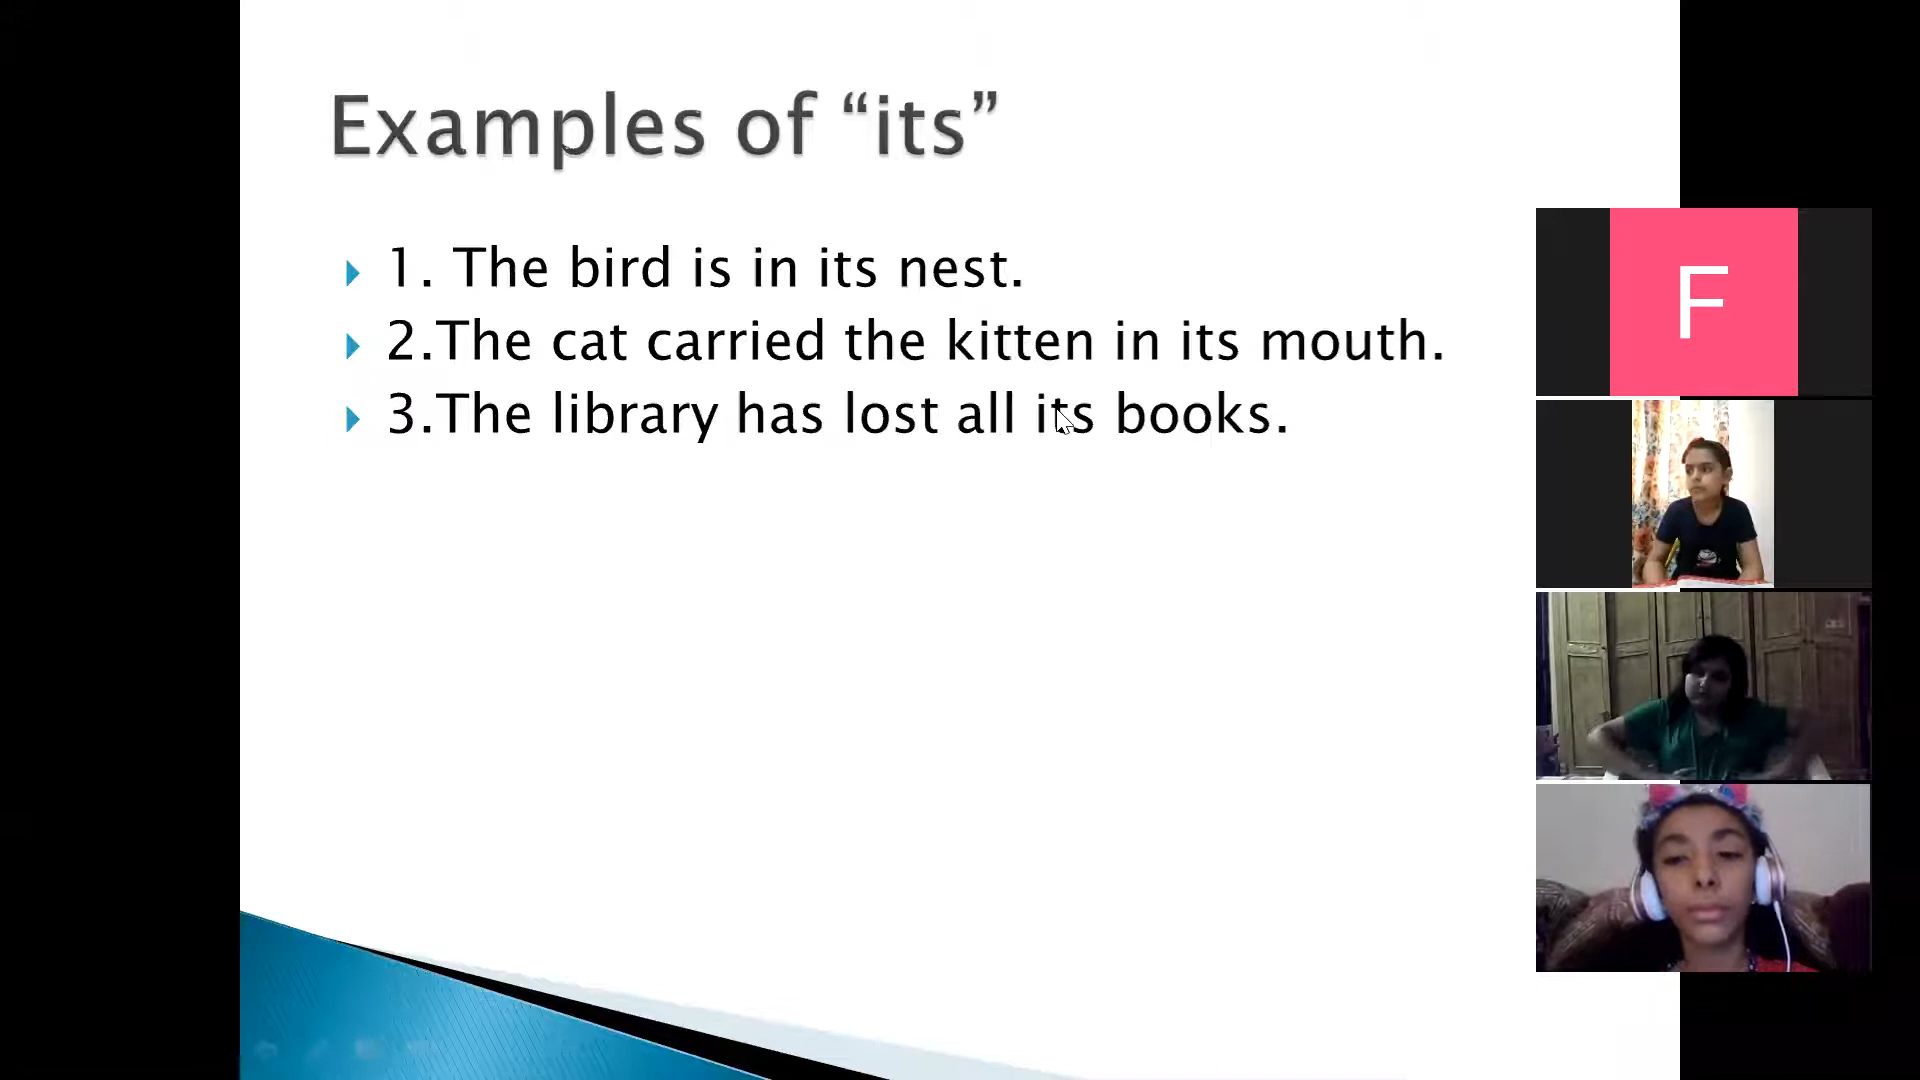 Examples of “its”
1. The bird is in its nest.
2.The cat carried the kitten in its mouth.
3.The library has lost all its books.
F